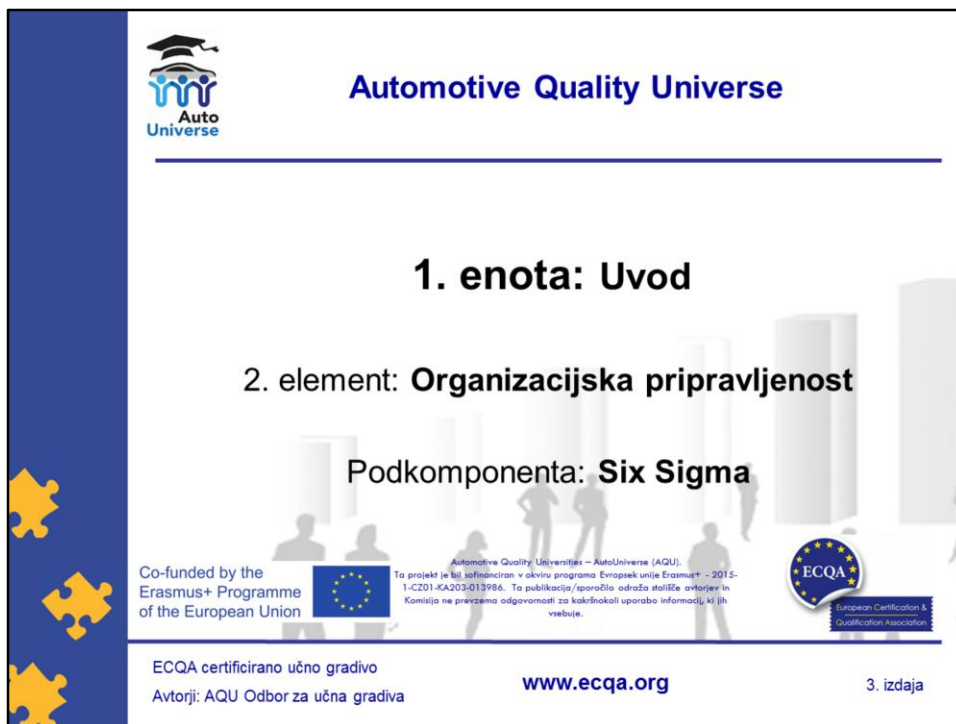 Auto
Universe
Automotive Quality Universe
1. enota: Uvod
2. element: Organizacijska pripravljenost
Podkomponenta: Six Sigma
Co-funded by the
Erasmus+ Programme
of the European Union
Automotive Quality Universities – AutoUniverse (AQU).
Ta projekt je bil sofinanciran v okviru programa Evropsek unije Erasmus+ - 2015-
1-CZ01-KA203-013986. Ta publikacija/sporočilo odraža stališče avtorjev in
Komisija ne prevzema odgovornosti za kakršnokoli uporabo informacij, ki jih
vsebuje.
ECQA
European Certification &
Qualification Association
ECQA certificirano učno gradivo
Avtorji: AQU Odbor za učna gradiva
www.ecqa.org
3. izdaja